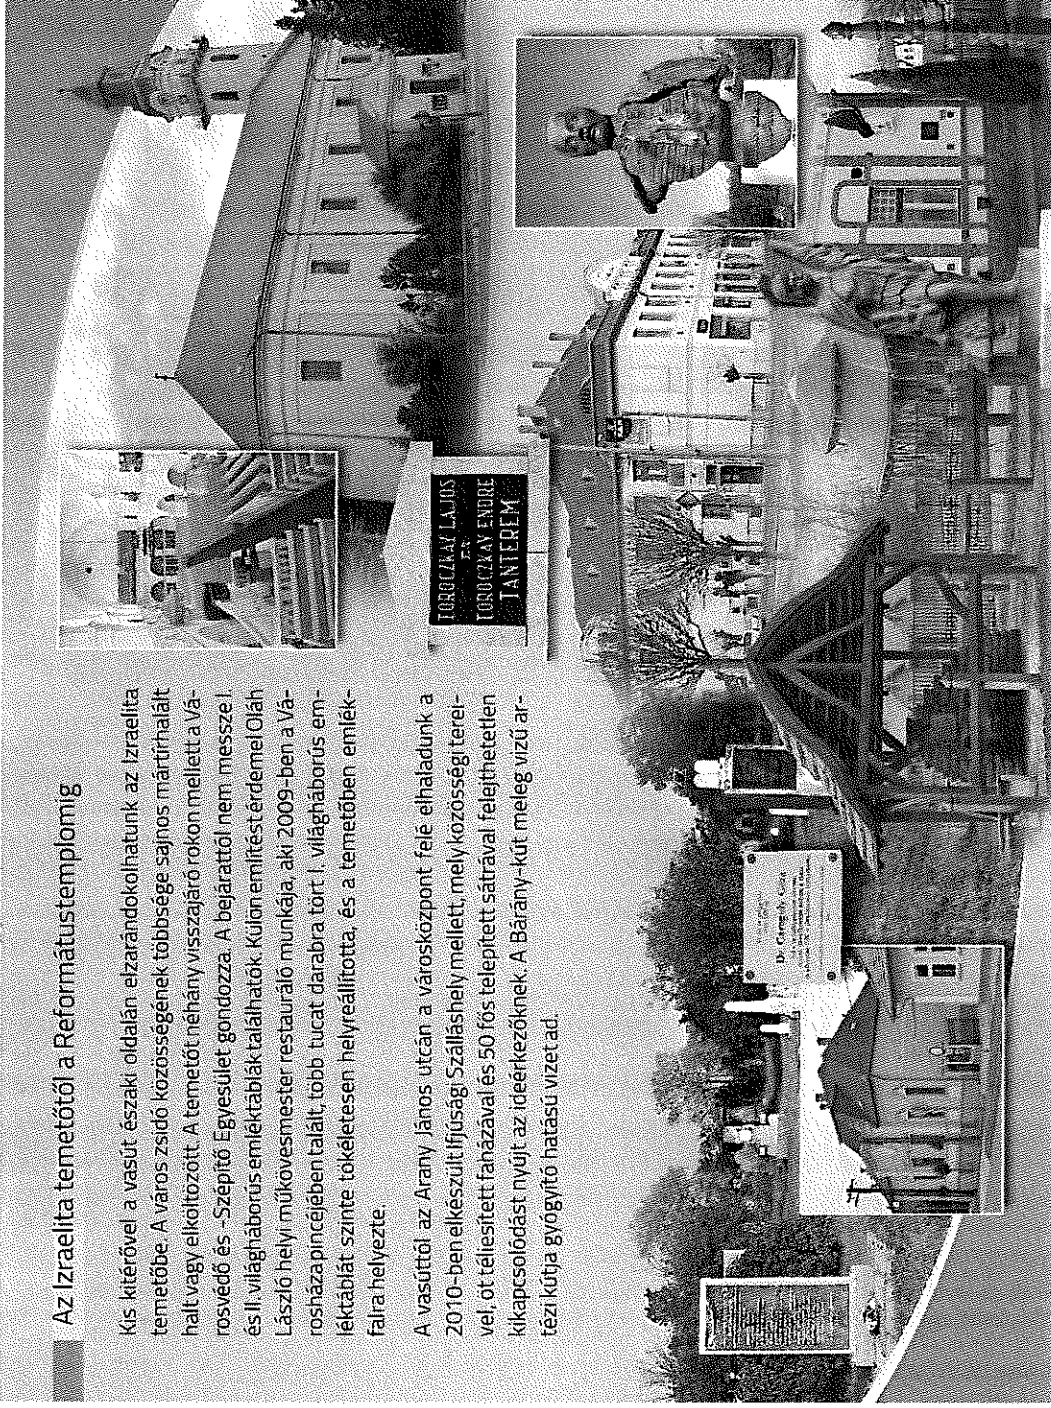 Az Izraelita temetőtől a Református templomig
Kis kitérővel a vasút északi oldalán elzarándokolhatunk az Izraelita
temetőbe. A város zsidó közösségének többsége sajnos mártírhalált
halt vagy elköltözött. A temetőt néhány visszajáró rokon mellett a Vá-
rosvédő és -Szépítő Egyesület gondozza. A bejárattól nem messze I.
és II. világháborús emléktáblák találhatók. Külön említést érdemel Oláh
László helyi műkövesmester restauráló munkája, aki 2009-ben a Vá-
rosháza pincéjében talált, több tucat darabra tört I. világháborús em-
léktáblát szinte tökéletesen helyreállította, és a temetőben emlék-
falra helyezte.
A vasúttól az Arany János utcán a városközpont felé elhaladunk a
2010-ben elkészült Ifjúsági Szálláshely mellett, mely közösségi terei-
vel, öt téliesített faházával és 50 fős telepített sátrával felejthetetlen
kikapcsolódást nyújt az ideérkezőknek. A Bárány-kút meleg vizű ar-
tézi kútja gyógyító hatású vizet ad.
TOROCZKAY LAJOS
ÉS
TOROCZKAY ENDRE
TANTEREM
Dr. Gergely Géza